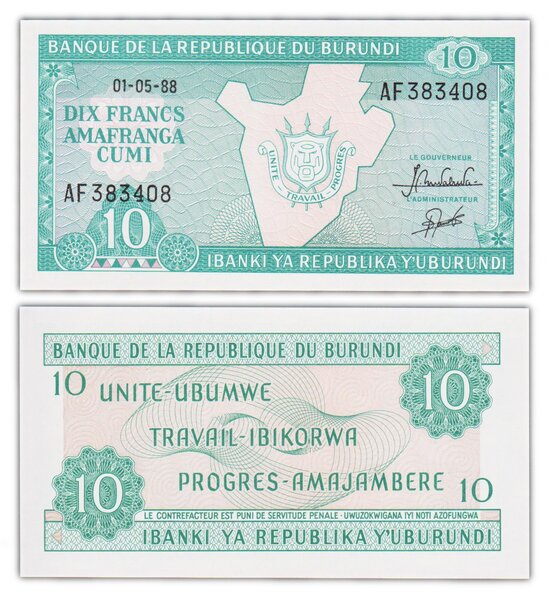 BANQUE DE LA REPUBLIQUE DU BURUNDI
10
01-05-88
AF 383408
DIX FRANCS
AMAFRANGA
CUMI
AF 383408
UNITE - TRAVAIL - PROGRES
LE GOUVERNEUR
L'ADMINISTRATEUR
10
IBANKI YA REPUBLIKA Y'UBURUNDI
BANQUE DE LA REPUBLIQUE DU BURUNDI
10
UNITE-UBUMWE
10
TRAVAIL-IBIKORWA
PROGRES-AMAJAMBERE
10
10
LE CONTREFACTEUR EST PUNI DE SERVITUDE PENALE - UWUZOKWIGANA IYI NOTI AZOFUNGWA
IBANKI YA REPUBLIKA Y'UBURUNDI